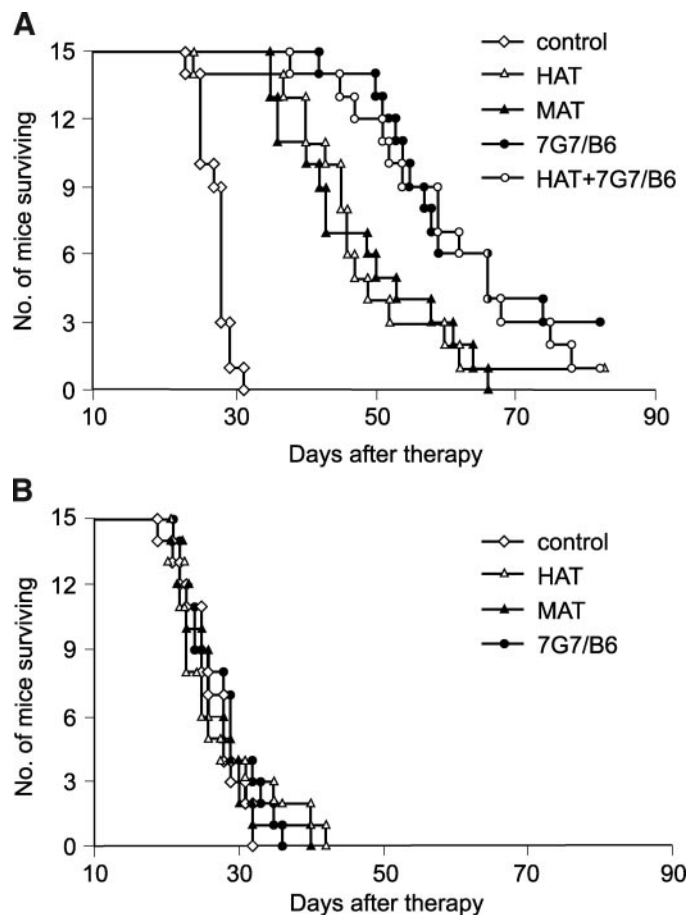 A
15
12
9
6
3
0
No. of mice surviving
control
HAT
MAT
7G7/B6
HAT+7G7/B6
10 30 50 70 90
Days after therapy
B
15
12
9
6
3
0
No. of mice surviving
control
HAT
MAT
7G7/B6
10 30 50 70 90
Days after therapy